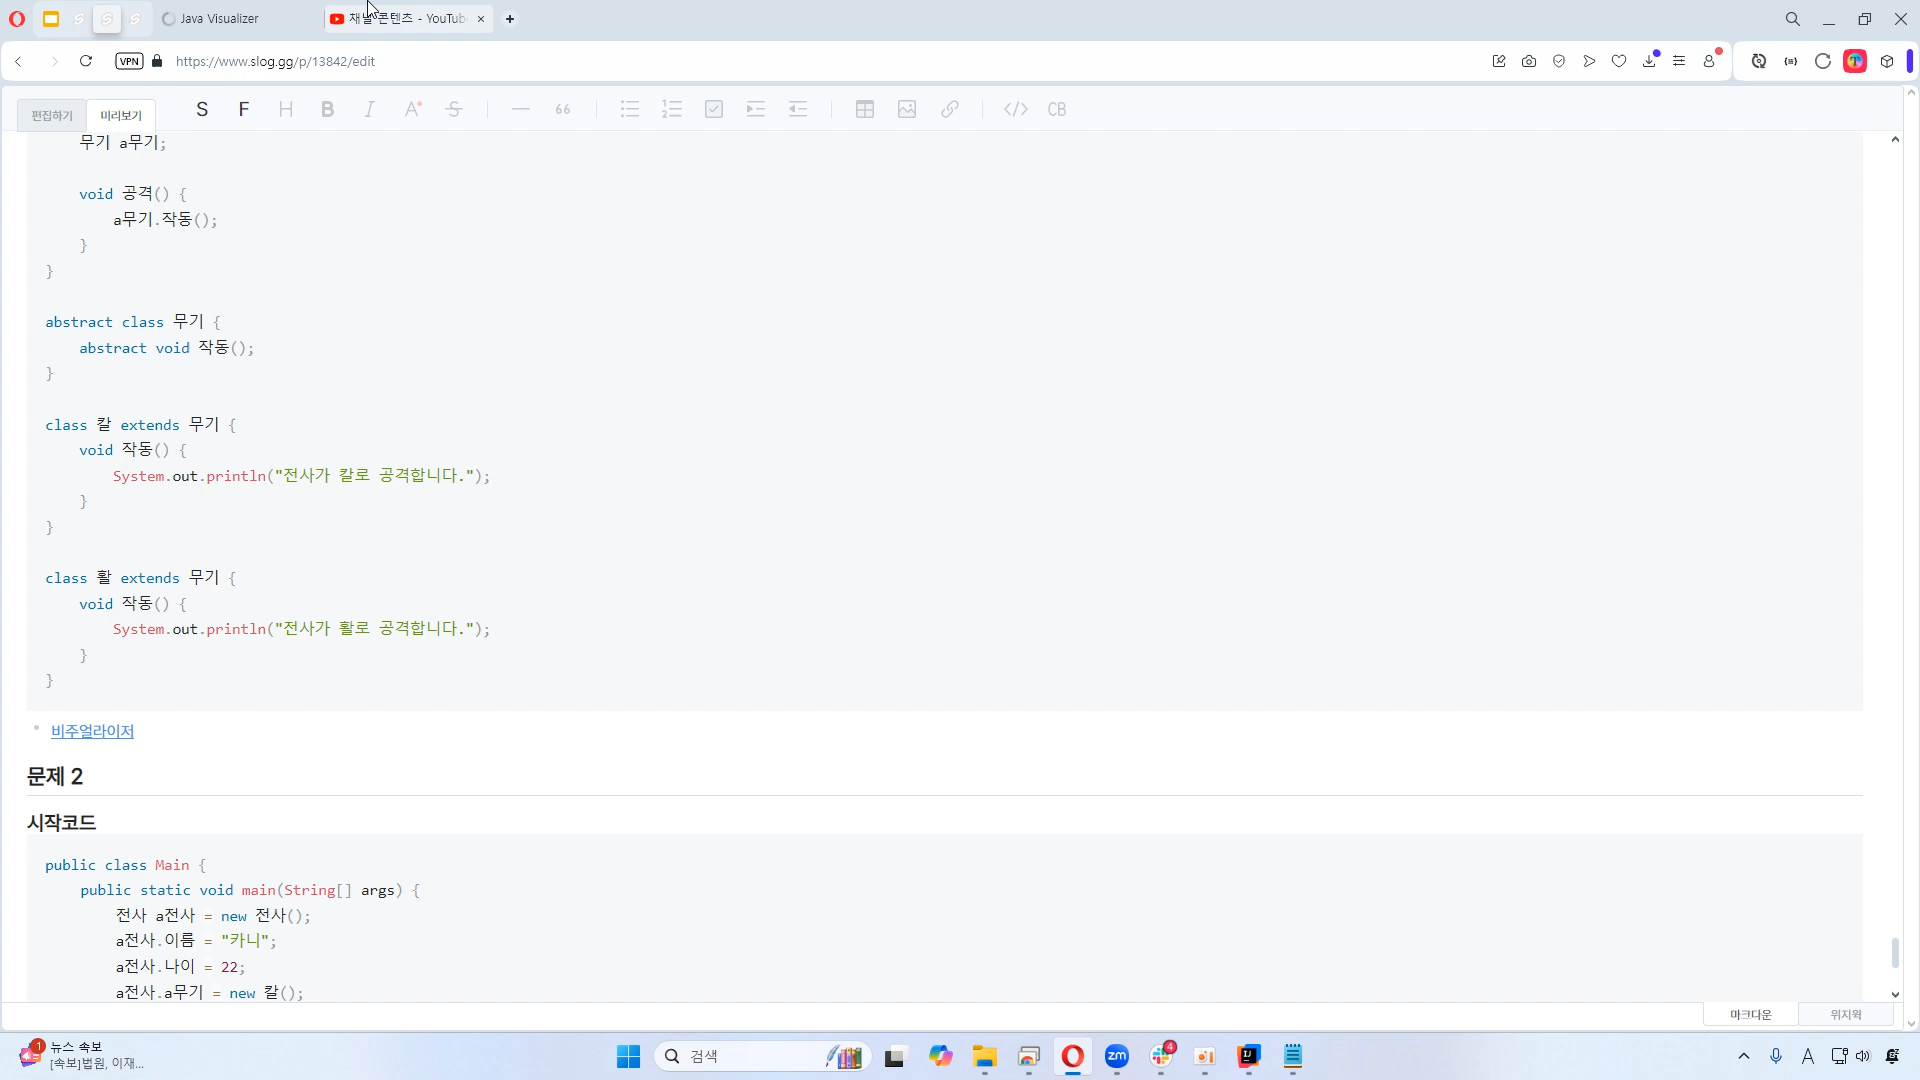 Java Visualizer
채널 콘텐츠 - YouTub
VPN
https://www.slog.gg/p/13842/edit
편집하기
미리보기
S F H B I A S 66 </> CB
무기 a무기;
void 공격() {
a무기.작동();
}
}
abstract class 무기 {
abstract void 작동();
}
class 칼 extends 무기 {
void 작동() {
System.out.println("전사가 칼로 공격합니다.");
}
}
class 활 extends 무기 {
void 작동() {
System.out.println("전사가 활로 공격합니다.");
}
}
비주얼라이저
문제 2
시작코드
public class Main {
public static void main(String[] args) {
전사 a전사 = new 전사();
a전사.이름 = "카니";
a전사.나이 = 22;
a전사.a무기 = new 칼();
마크다운
위지윅
1
뉴스 속보
[속보]법원, 이재...
검색
zm
4
A